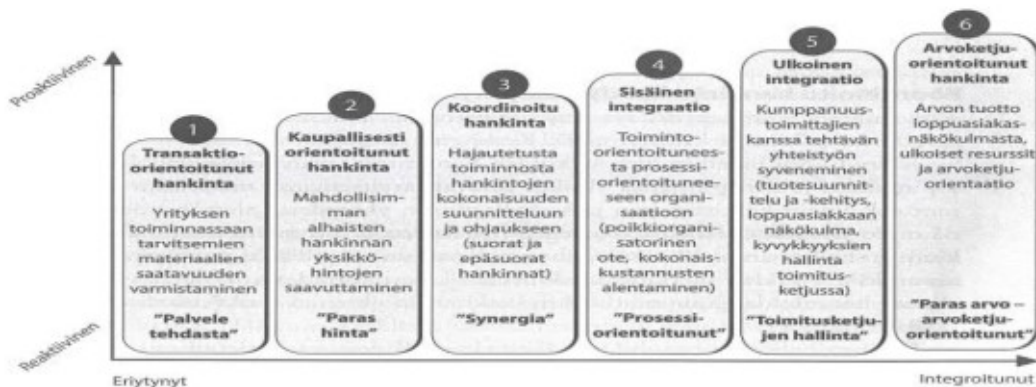 Proaktiivinen
Reaktiivinen
1
Transaktio-
orientoitunut
hankinta
Yrityksen
toiminnassaan
tarvitsemien
materiaalien
saatavuuden
varmistaminen
"Palvele
tehdasta"
2
Kaupallisesti
orientoitunut
hankinta
Mahdollisim-
man
alhaisten
hankinnan
yksikkö-
hintojen
saavuttaminen
"Paras
hinta"
3
Koordinoitu
hankinta
Hajautetusta
toiminnosta
hankintojen
kokonaisuuden
suunnitteluun
ja ohjaukseen
(suorat ja
epäsuorat
hankinnat)
"Synergia"
4
Sisäinen
integraatio
Toiminto-
orientoitunees-
ta prosessi-
orientoitunee-
seen organi-
saatioon
(poikkiorgani-
satorinen
ote, kokonais-
kustannusten
alentaminen)
"Prosessi-
orientoitunut"
5
Ulkoinen
integraatio
Kumppanuus-
toimittajien
kanssa tehtävän
yhteistyön
syveneminen
(tuotesuunnit-
telu ja -kehitys,
loppuasiakkaan
näkökulma,
kyvykkyyksien
hallinta
toimitus-
ketjussa)
"Toimitusketju-
jen hallinta"
6
Arvoketju-
orientoitunut
hankinta
Arvon tuotto
loppuasiakas-
näkökulmasta,
ulkoiset resurssit
ja arvoketju-
orientaatio
"Paras arvo –
arvoketju-
orientoitunut"
Eriytynyt
Integroitunut